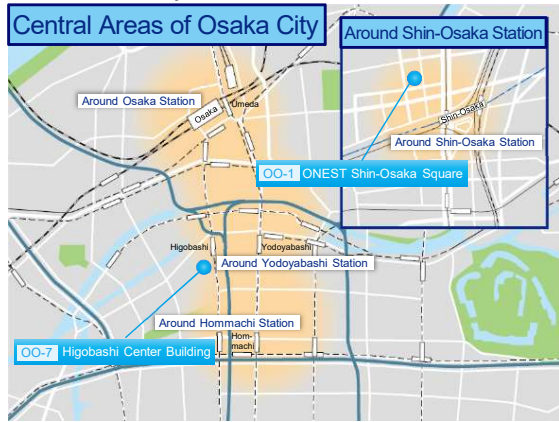 Central Areas of Osaka City
Around Shin-Osaka Station
Around Osaka Station
Umeda
Osaka
Shin-Osaka
Around Shin-Osaka Station
OO-1 ONEST Shin-Osaka Square
Higobashi
Yodoyabashi
Around Yodoyabashi Station
Around Hommachi Station
Hom-
machi
OO-7 Higobashi Center Building